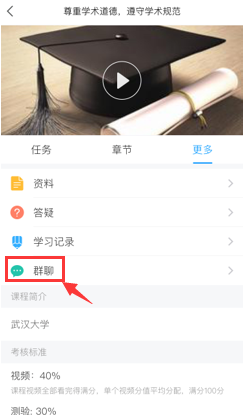 尊重学术道德，遵守学术规范
任务 章节 更多
资料
答疑
学习记录
群聊
课程简介
武汉大学
考核标准
视频：40%
课程视频全部看完得满分，单个视频分值平均分配，满分100分
测验：30%